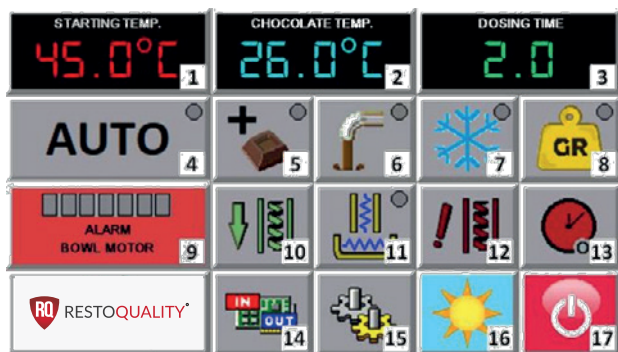 STARTING TEMP.
45.0°C
1
CHOCOLATE TEMP.
26.0°C
2
DOSING TIME
2.0
3
AUTO
4
+
5
6
7
GR
8
ALARM
BOWL MOTOR
9
10
11
!
12
13
RQ RESTOQUALITY®
IN
OUT
14
15
16
17